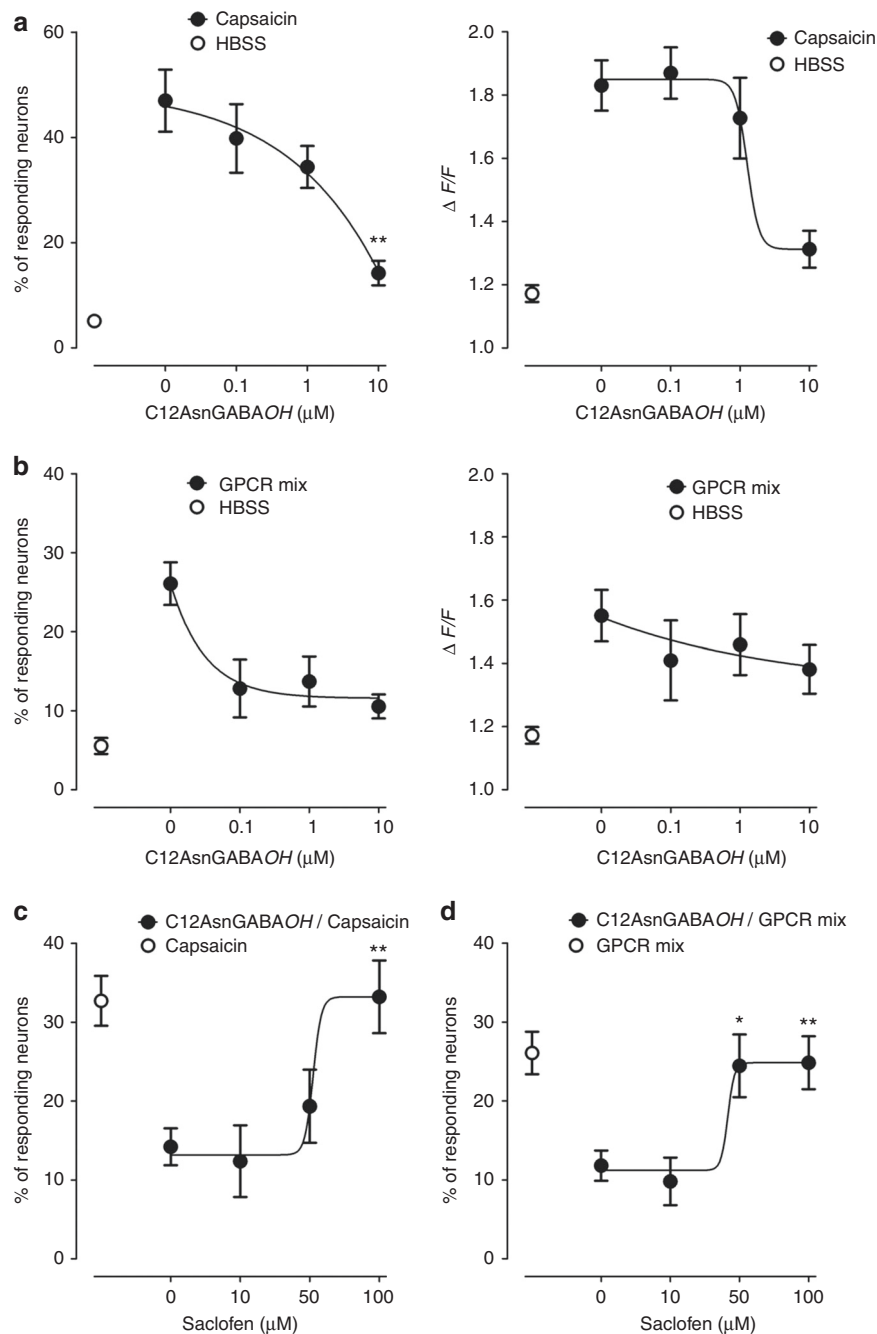 a
Capsaicin
HBSS
60
40
20
0
% of responding neurons
**
0 0.1 1 10
C12AsnGABAOH (μM)
Capsaicin
HBSS
2.0
1.8
1.6
1.4
1.2
1.0
Δ F/F
0 0.1 1 10
C12AsnGABAOH (μM)
b
GPCR mix
HBSS
40
30
20
10
0
% of responding neurons
0 0.1 1 10
C12AsnGABAOH (μM)
GPCR mix
HBSS
2.0
1.8
1.6
1.4
1.2
1.0
Δ F/F
0 0.1 1 10
C12AsnGABAOH (μM)
c
C12AsnGABAOH / Capsaicin
Capsaicin
40
30
20
10
0
% of responding neurons
**
0 10 50 100
Saclofen (μM)
d
C12AsnGABAOH / GPCR mix
GPCR mix
40
30
20
10
0
% of responding neurons
* **
0 10 50 100
Saclofen (μM)